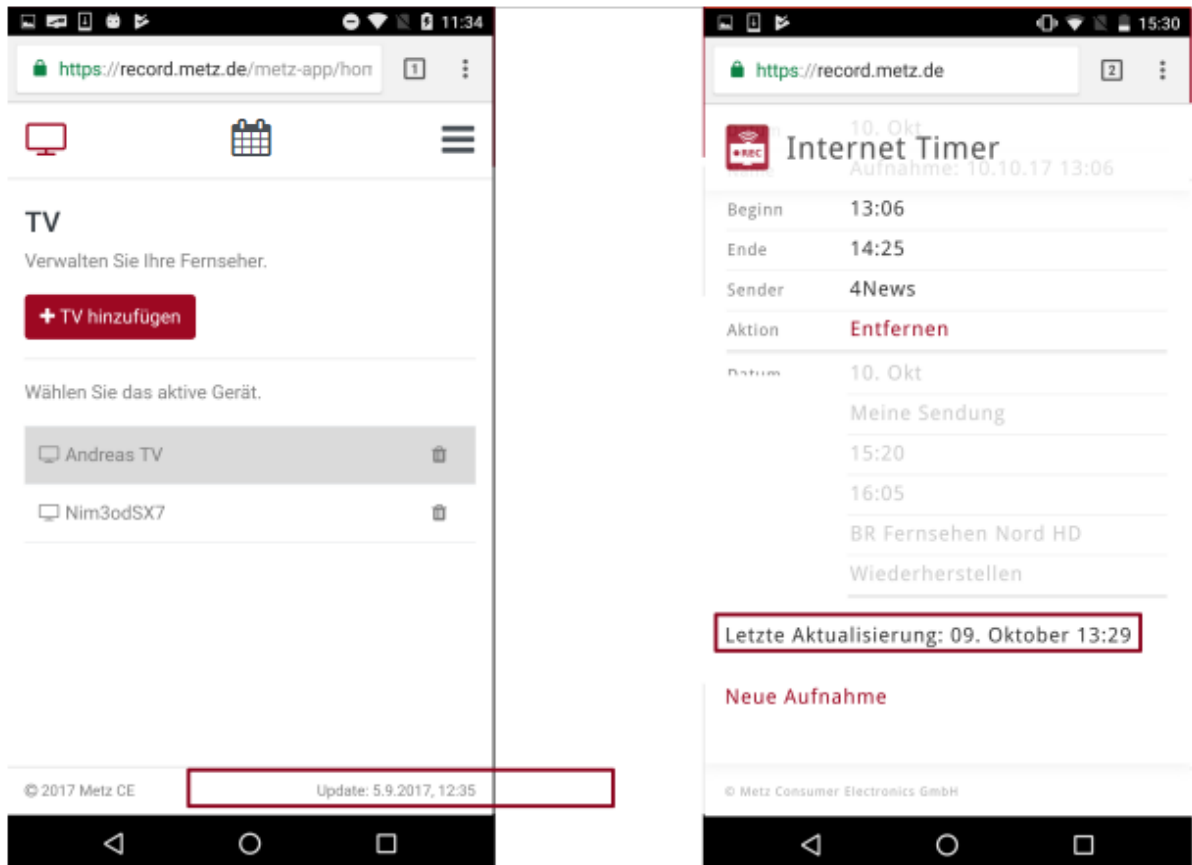 11:34
https://record.metz.de/metz-app/hom
1
TV
Verwalten Sie Ihre Fernseher.
+ TV hinzufügen
Wählen Sie das aktive Gerät.
Andreas TV
Nim3odSX7
© 2017 Metz CE
Update: 5.9.2017, 12:35
15:30
https://record.metz.de
2
10. Okt
REC
Internet Timer
Aufnahme: 10.10.17 13:06
Beginn 13:06
Ende 14:25
Sender 4News
Aktion Entfernen
Datum 10. Okt
Meine Sendung
15:20
16:05
BR Fernsehen Nord HD
Wiederherstellen
Letzte Aktualisierung: 09. Oktober 13:29
Neue Aufnahme
© Metz Consumer Electronics GmbH